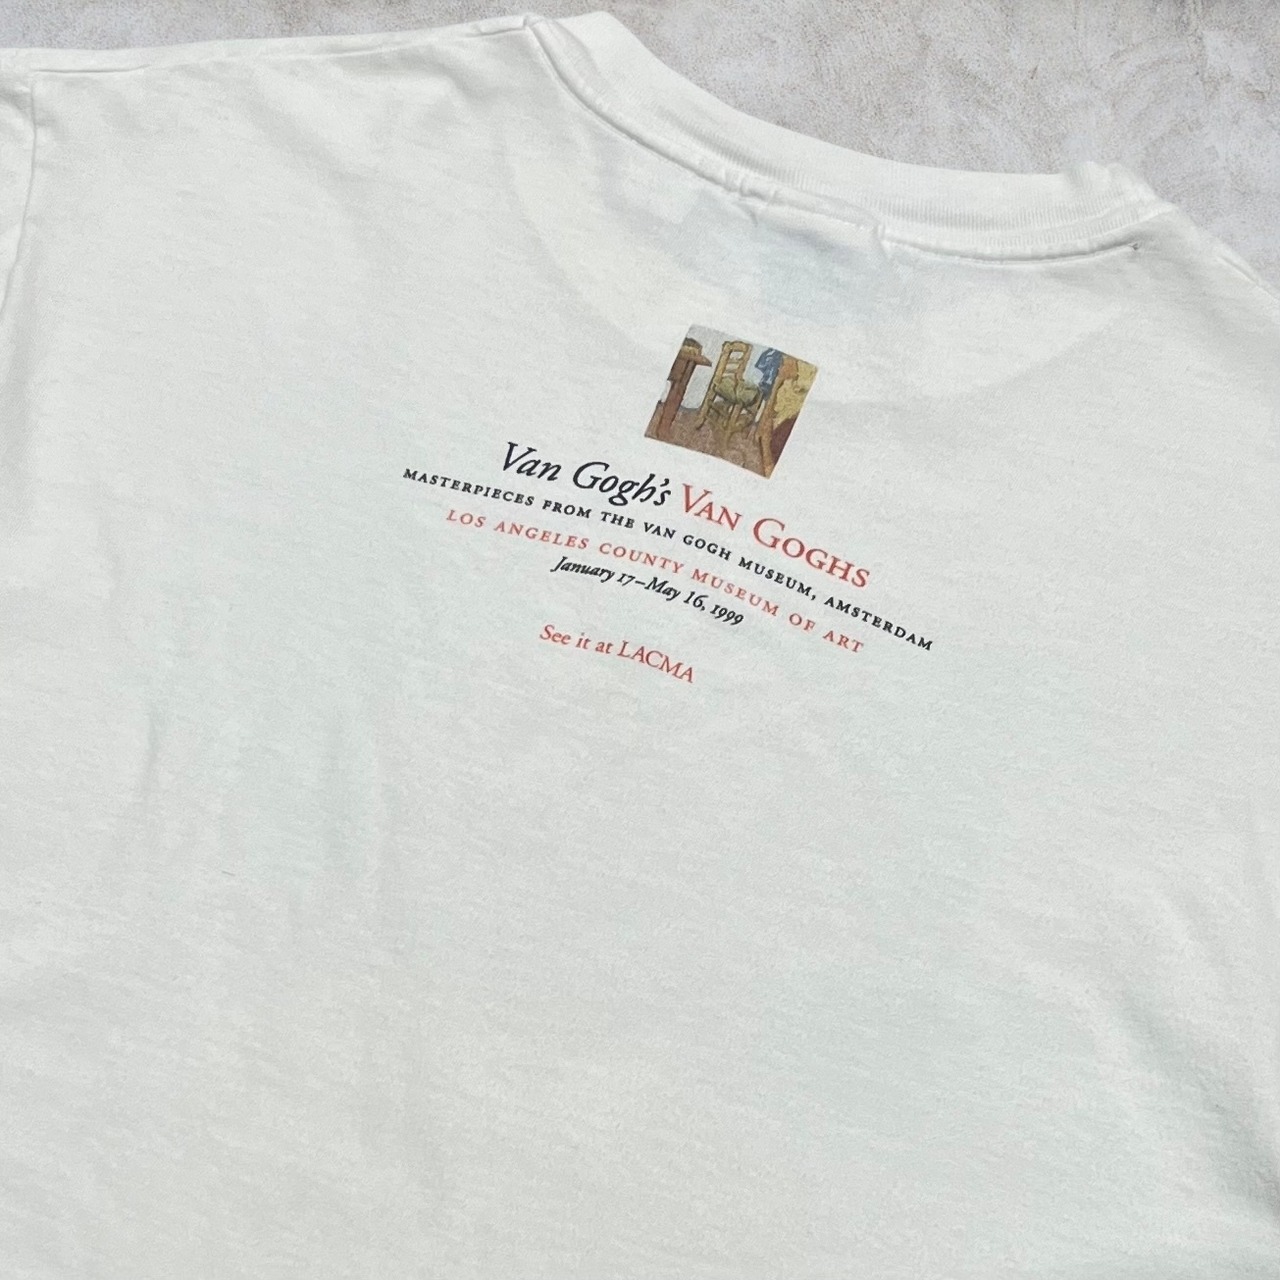 Van Gogh's VAN GOGHS
MASTERPIECES FROM THE VAN GOGH MUSEUM, AMSTERDAM
LOS ANGELES COUNTY MUSEUM OF ART
January 17–May 16, 1999
See it at LACMA